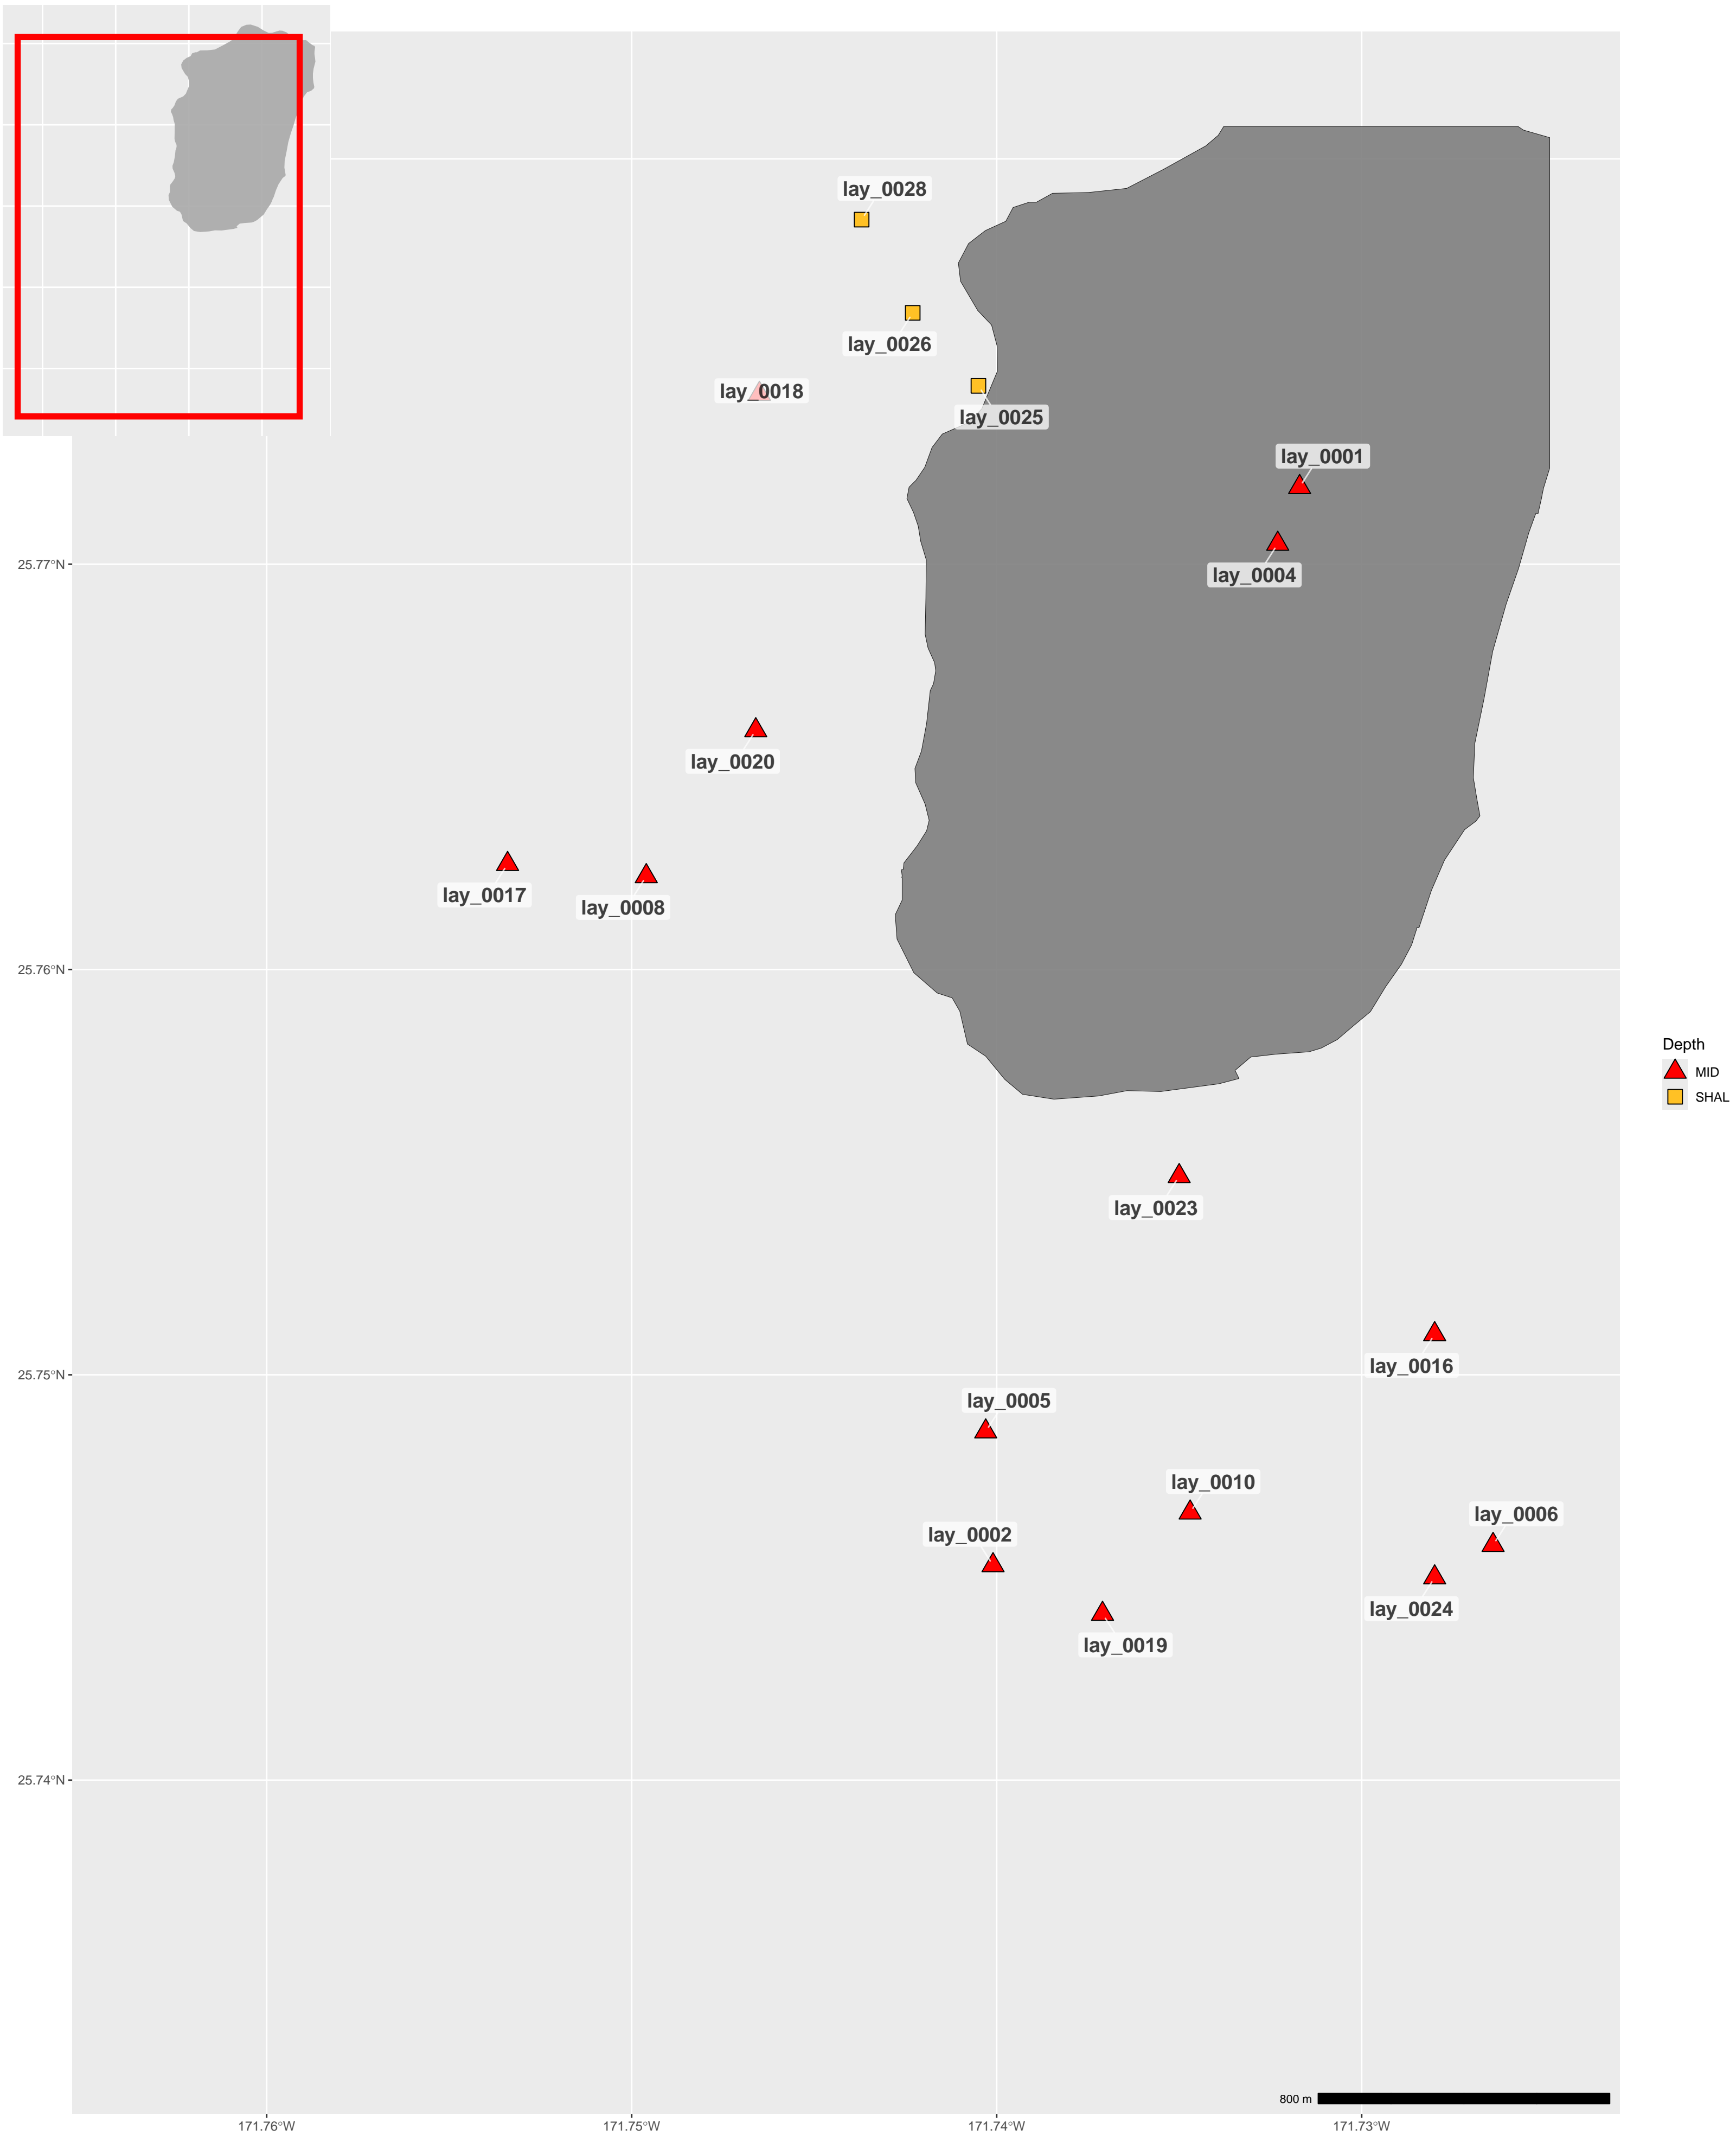 lay_0028
lay_0026
lay_0018
lay_0025
lay_0001
25.77°N
lay_0004
lay_0020
lay_0017
lay_0008
25.76°N
Depth
MID
SHAL
lay_0023
lay_0016
25.75°N
lay_0005
lay_0010
lay_0006
lay_0002
lay_0024
lay_0019
25.74°N
800 m
171.76°W
171.75°W
171.74°W
171.73°W